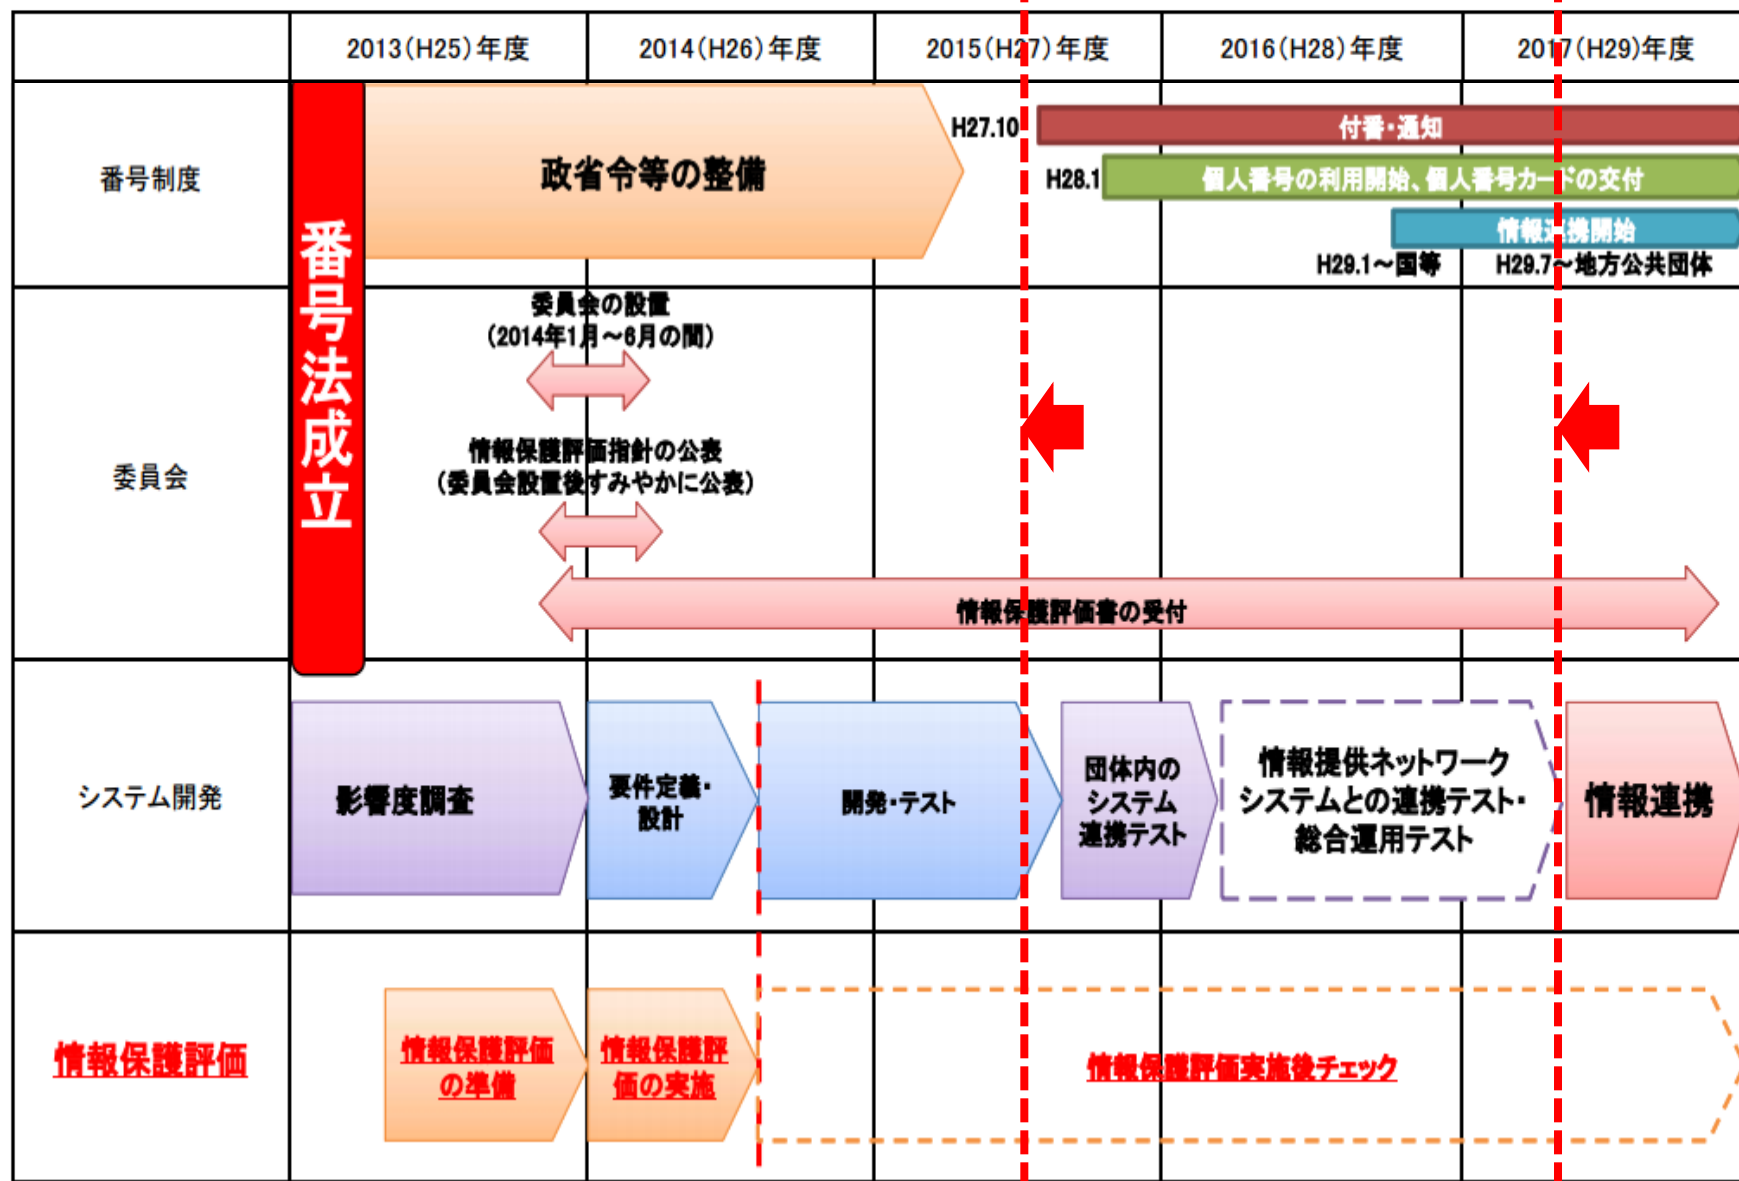 2013(H25)年度
2014(H26)年度
2015(H27)年度
2016(H28)年度
2017(H29)年度
番号制度
番号法成立
政省令等の整備
H27.10
付番・通知
H28.1
個人番号の利用開始、個人番号カードの交付
情報連携開始
H29.1～国等
H29.7～地方公共団体
委員会
委員会の設置
(2014年1月～6月の間)
情報保護評価指針の公表
(委員会設置後すみやかに公表)
情報保護評価書の受付
システム開発
影響度調査
要件定義・
設計
開発・テスト
団体内の
システム
連携テスト
情報提供ネットワーク
システムとの連携テスト・
総合運用テスト
情報連携
情報保護評価
情報保護評価
の準備
情報保護評
価の実施
情報保護評価実施後チェック